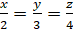 x/2 = y/3 = z/4